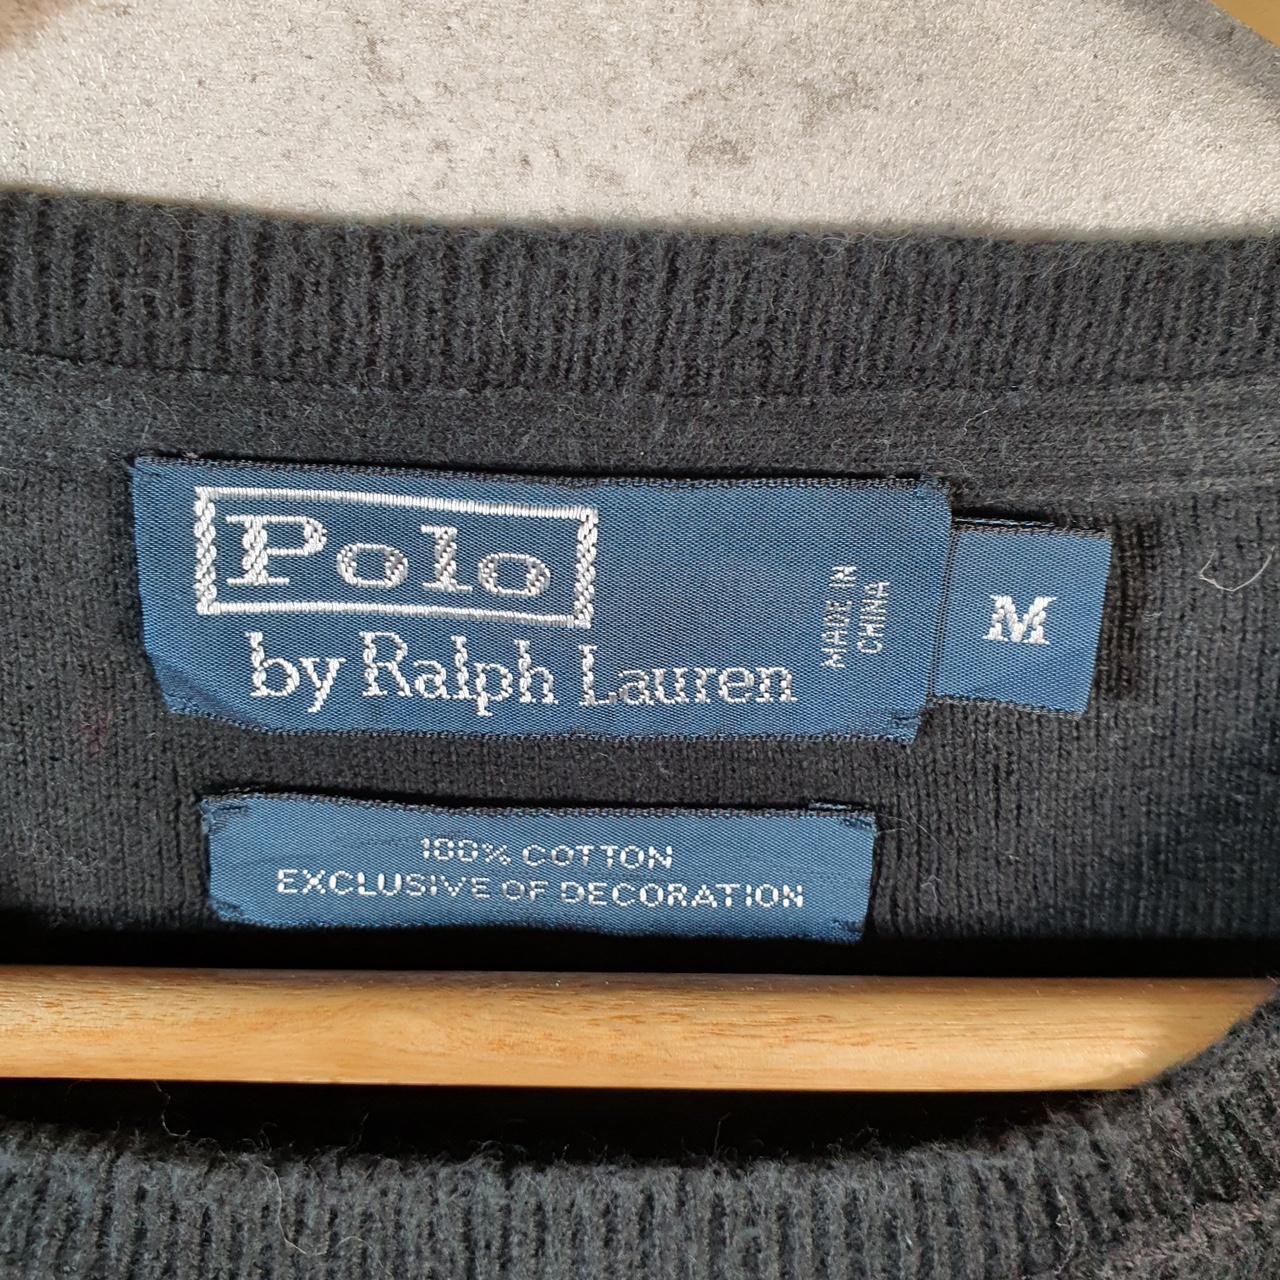 Polo
by Ralph Lauren
MADE IN
CHINA
M
100% COTTON
EXCLUSIVE OF DECORATION